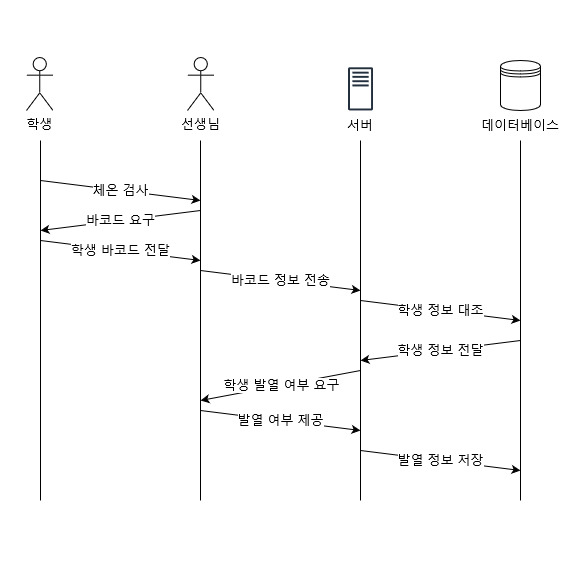 학생
선생님
서버
데이터베이스
체온 검사
바코드 요구
학생 바코드 전달
바코드 정보 전송
학생 정보 대조
학생 정보 전달
학생 발열 여부 요구
발열 여부 제공
발열 정보 저장